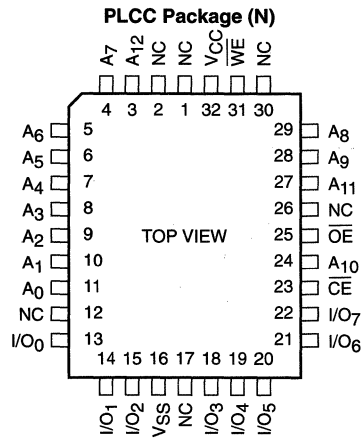 PLCC Package (N)
A7 A12 NC NC VCC WE NC
4 3 2 1 32 31 30
A6 5 29 A8
A5 6 28 A9
A4 7 27 A11
A3 8 26 NC
A2 9 TOP VIEW 25 OE
A1 10 24 A10
A0 11 23 CE
NC 12 22 I/O7
I/O0 13 21 I/O6
14 15 16 17 18 19 20
I/O1 I/O2 VSS NC I/O3 I/O4 I/O5